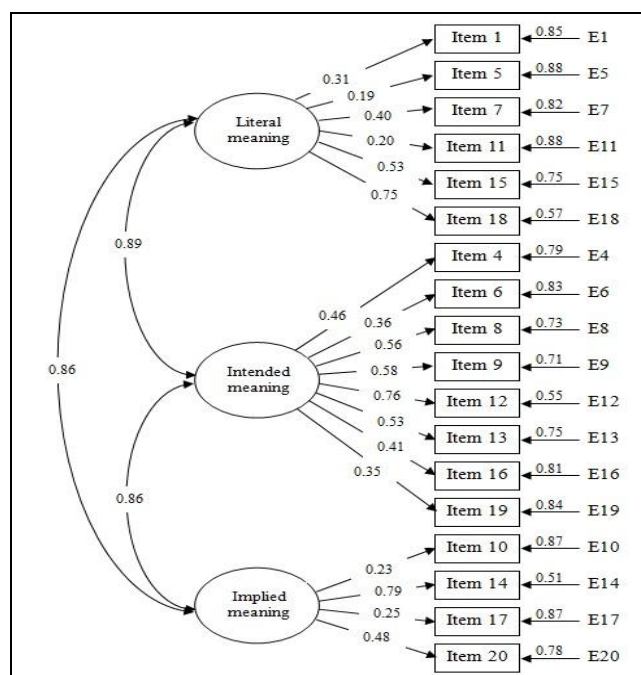 Item 1 0.85 E1
0.31
Item 5 0.88 E5
0.19
Literal
meaning
0.40
Item 7 0.82 E7
0.20
Item 11 0.88 E11
0.53
Item 15 0.75 E15
0.75
Item 18 0.57 E18
0.89
Item 4 0.79 E4
0.46
Item 6 0.83 E6
0.36
Item 8 0.73 E8
0.56
0.86
Intended
meaning
0.58
Item 9 0.71 E9
0.76
Item 12 0.55 E12
0.53
Item 13 0.75 E13
0.41
Item 16 0.81 E16
0.35
Item 19 0.84 E19
0.86
Item 10 0.87 E10
0.23
Implied
meaning
0.79
Item 14 0.51 E14
0.25
Item 17 0.87 E17
0.48
Item 20 0.78 E20